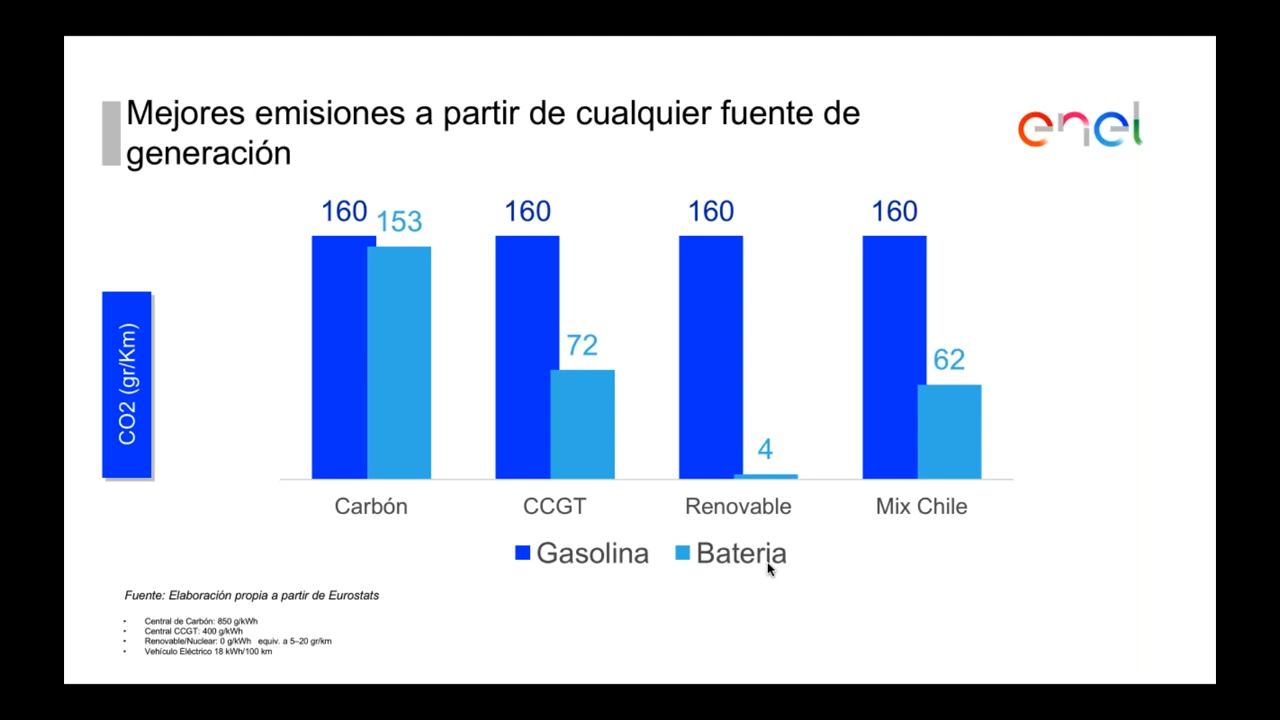 Mejores emisiones a partir de cualquier fuente de
generación
enel
160
153
160
72
160
4
160
62
CO2 (gr/Km)
Carbón
CCGT
Renovable
Mix Chile
Gasolina
Bateria
Fuente: Elaboración propia a partir de Eurostats
• Central de Carbón: 850 g/kWh
• Central CCGT: 400 g/kWh
• Renovable/Nuclear: 0 g/kWh equiv. a 5–20 gr/km
• Vehículo Eléctrico 18 kWh/100 km